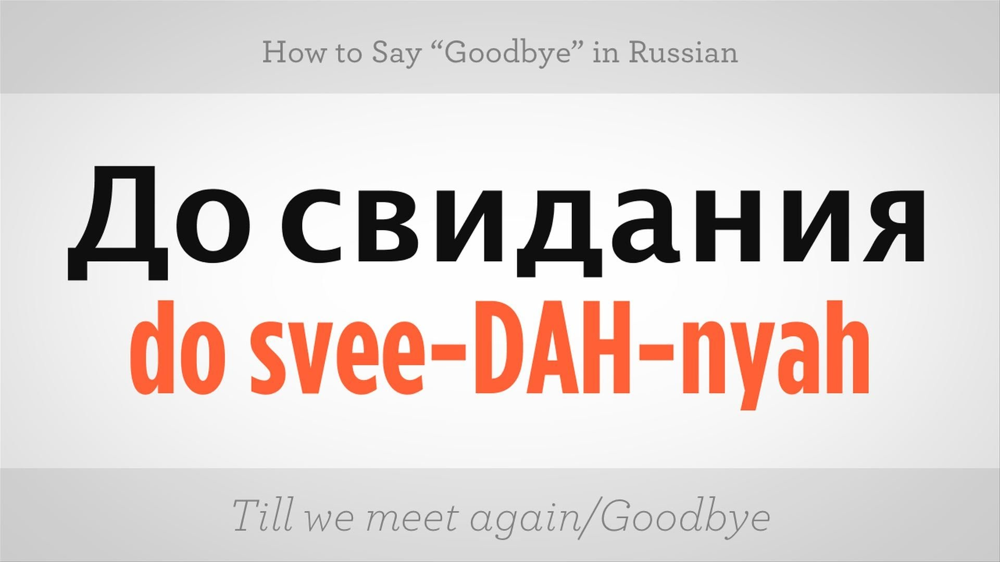 How to Say “Goodbye” in Russian
До свидания
do svee-DAH-nyah
Till we meet again/Goodbye